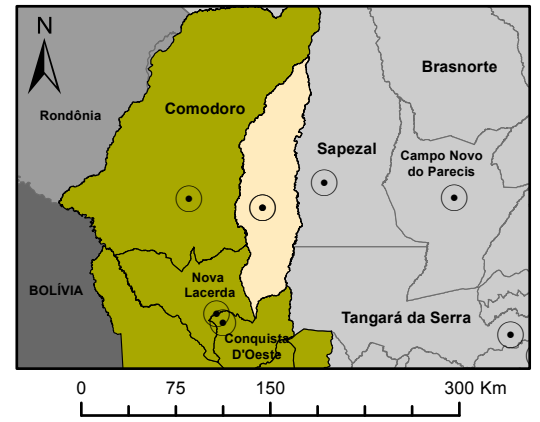 N
Brasnorte
Comodoro
Rondônia
Sapezal
Campo Novo
do Parecis
Nova
Lacerda
BOLÍVIA
Tangará da Serra
Conquista
D'Oeste
0 75 150 300 Km